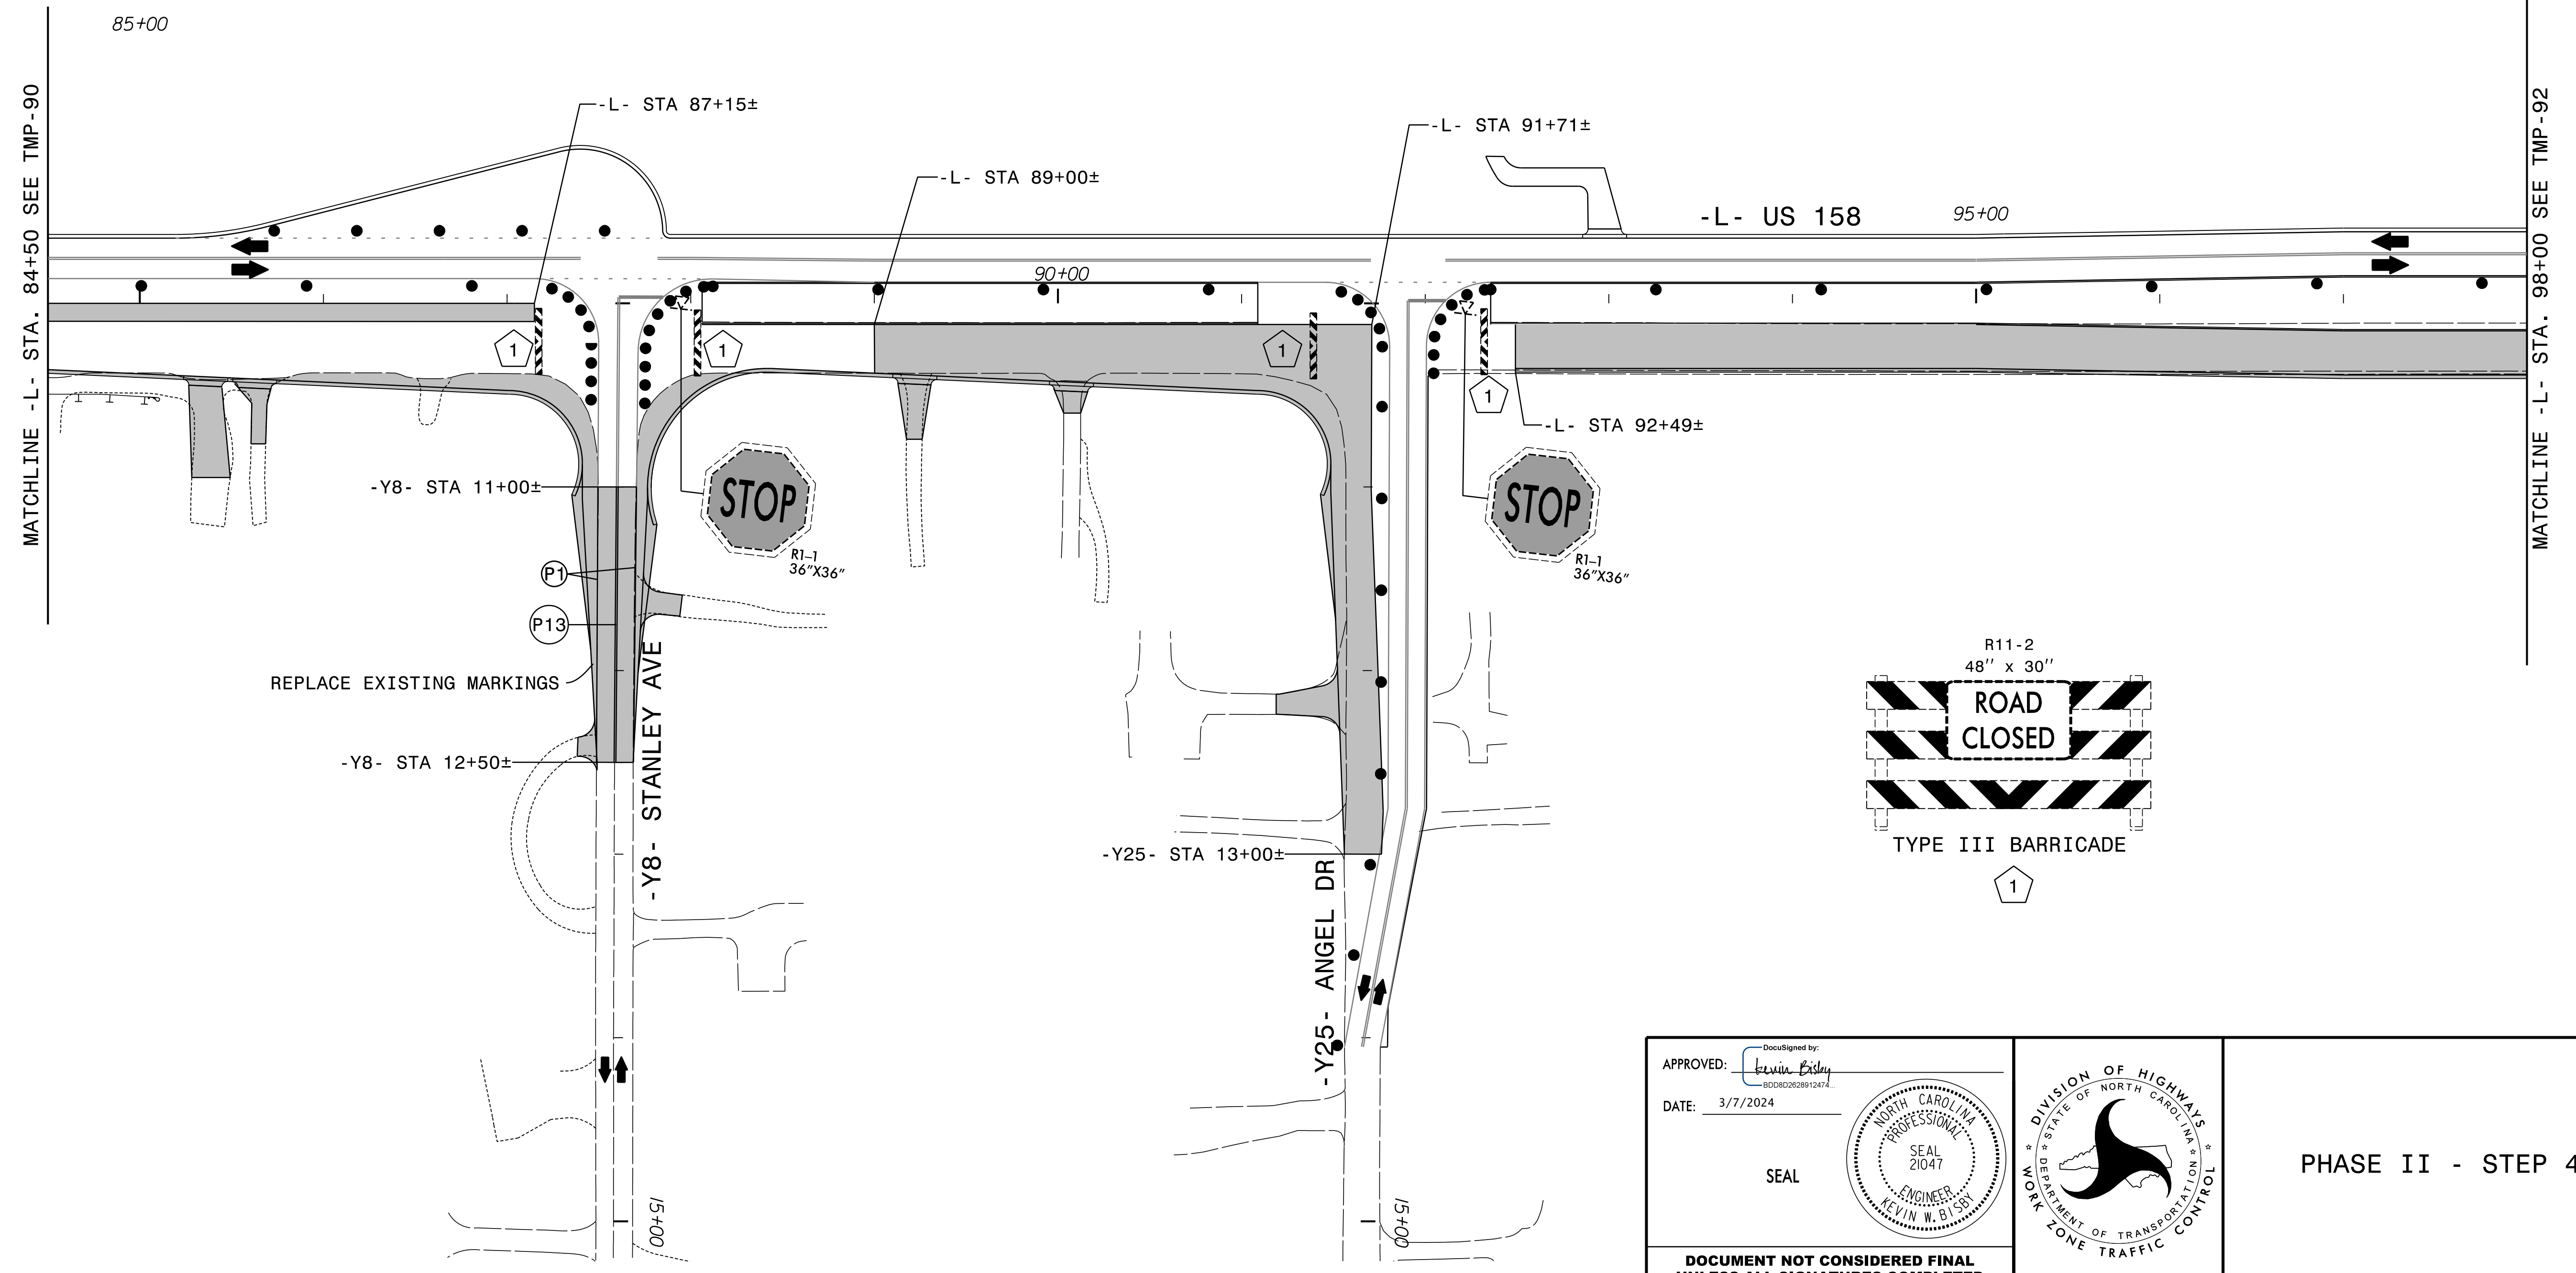 85+00
MATCHLINE -L- STA. 84+50 SEE TMP-90
-L- STA 87+15±
-L- STA 89+00±
-L- STA 91+71±
-L- US 158
95+00
MATCHLINE -L- STA. 98+00 SEE TMP-92
90+00
1
1
1
1
-L- STA 92+49±
-Y8- STA 11+00±
STOP
R1-1
36"X36"
STOP
R1-1
36"X36"
P1
P13
REPLACE EXISTING MARKINGS
-Y8- STA 12+50±
-Y8- STANLEY AVE
-Y25- STA 13+00±
-Y25- ANGEL DR
15+00
15+00
R11-2
48'' x 30''
ROAD
CLOSED
TYPE III BARRICADE
1
APPROVED:
DocuSigned by:
Kevin Bisby
BDD8D2628912474...
DATE: 3/7/2024
SEAL
NORTH CAROLINA
PROFESSIONAL
SEAL
21047
ENGINEER
KEVIN W. BISBY
DOCUMENT NOT CONSIDERED FINAL
UNLESS ALL SIGNATURES COMPLETED
DIVISION OF HIGHWAYS
STATE OF NORTH CAROLINA
DEPARTMENT OF TRANSPORTATION
WORK ZONE TRAFFIC CONTROL
PHASE II - STEP 4